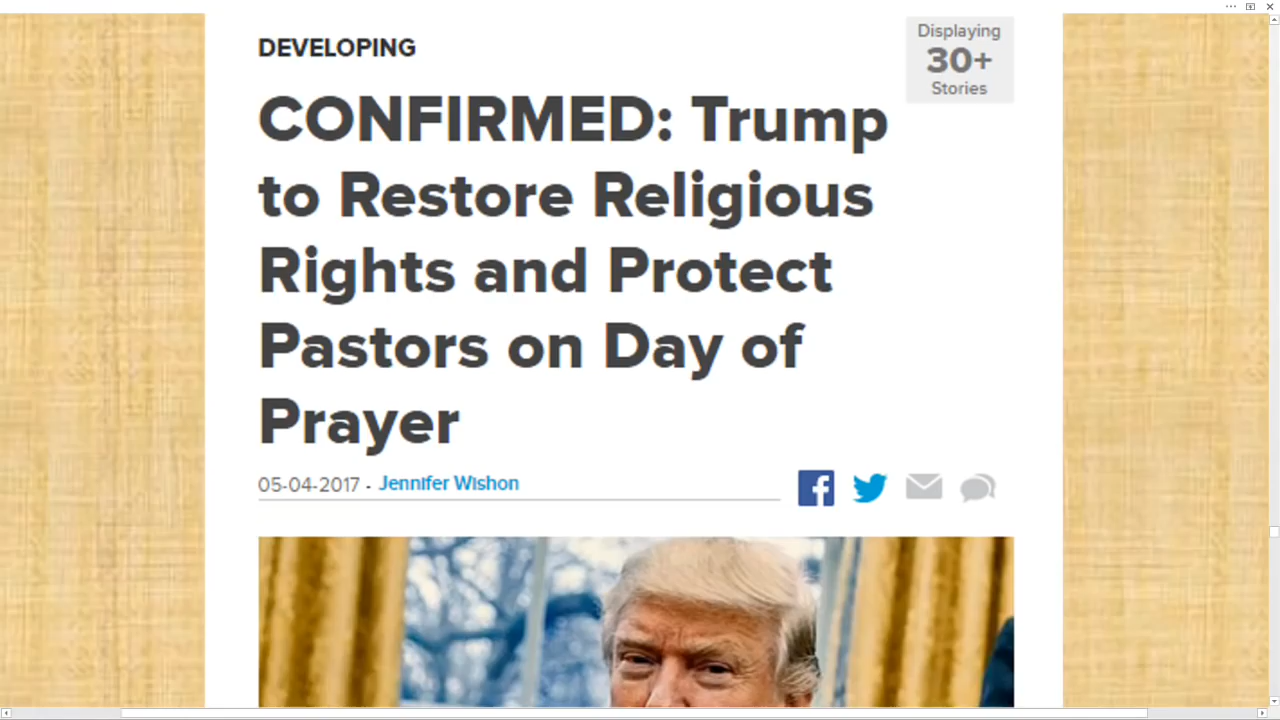 DEVELOPING
Displaying
30+
Stories
CONFIRMED: Trump
to Restore Religious
Rights and Protect
Pastors on Day of
Prayer
05-04-2017 - Jennifer Wishon